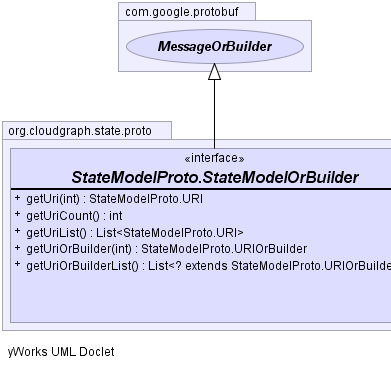 com.google.protobuf
MessageOrBuilder
org.cloudgraph.state.proto
«interface»
StateModelProto.StateModelOrBuilder
+ getUri(int) : StateModelProto.URI
+ getUriCount() : int
+ getUriList() : List<StateModelProto.URI>
+ getUriOrBuilder(int) : StateModelProto.URIOrBuilder
+ getUriOrBuilderList() : List<? extends StateModelProto.URIOrBuilde
yWorks UML Doclet